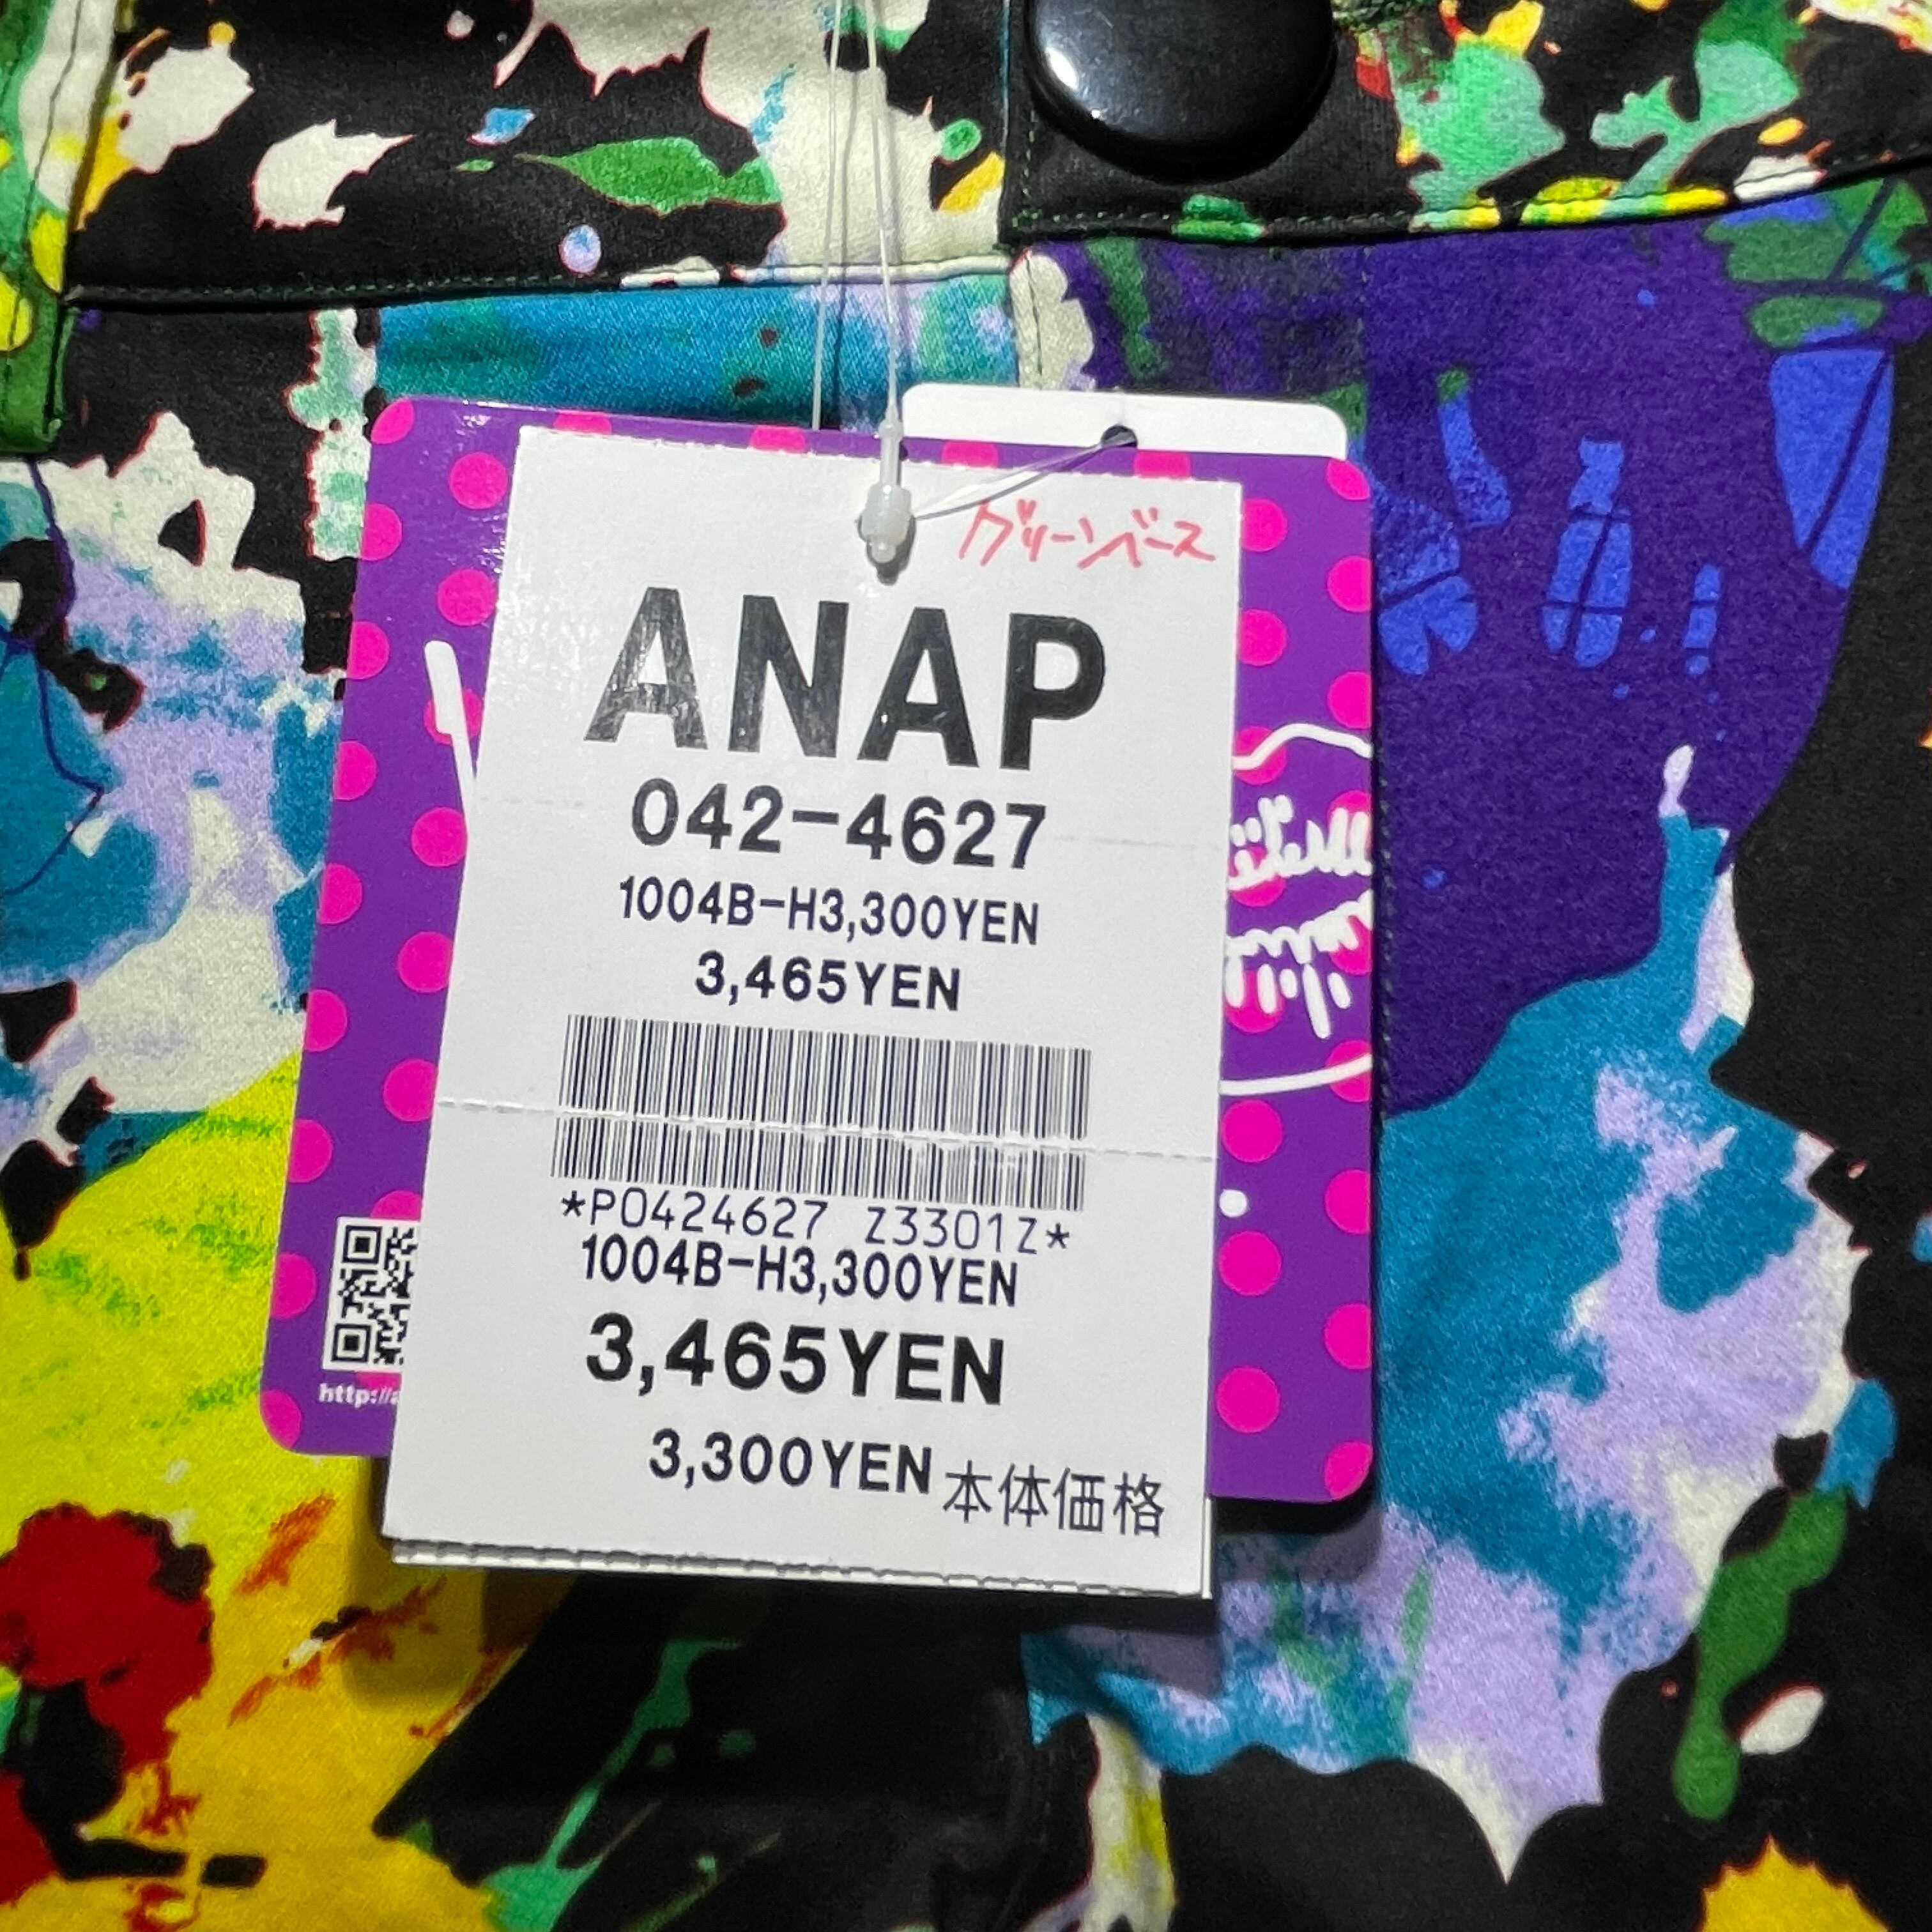 グリーンベース
ANAP
042-4627
1004B-H3,300YEN
3,465YEN
*P0424627 Z3301Z*
1004B-H3,300YEN
3,465YEN
3,300YEN 本体価格
http://a